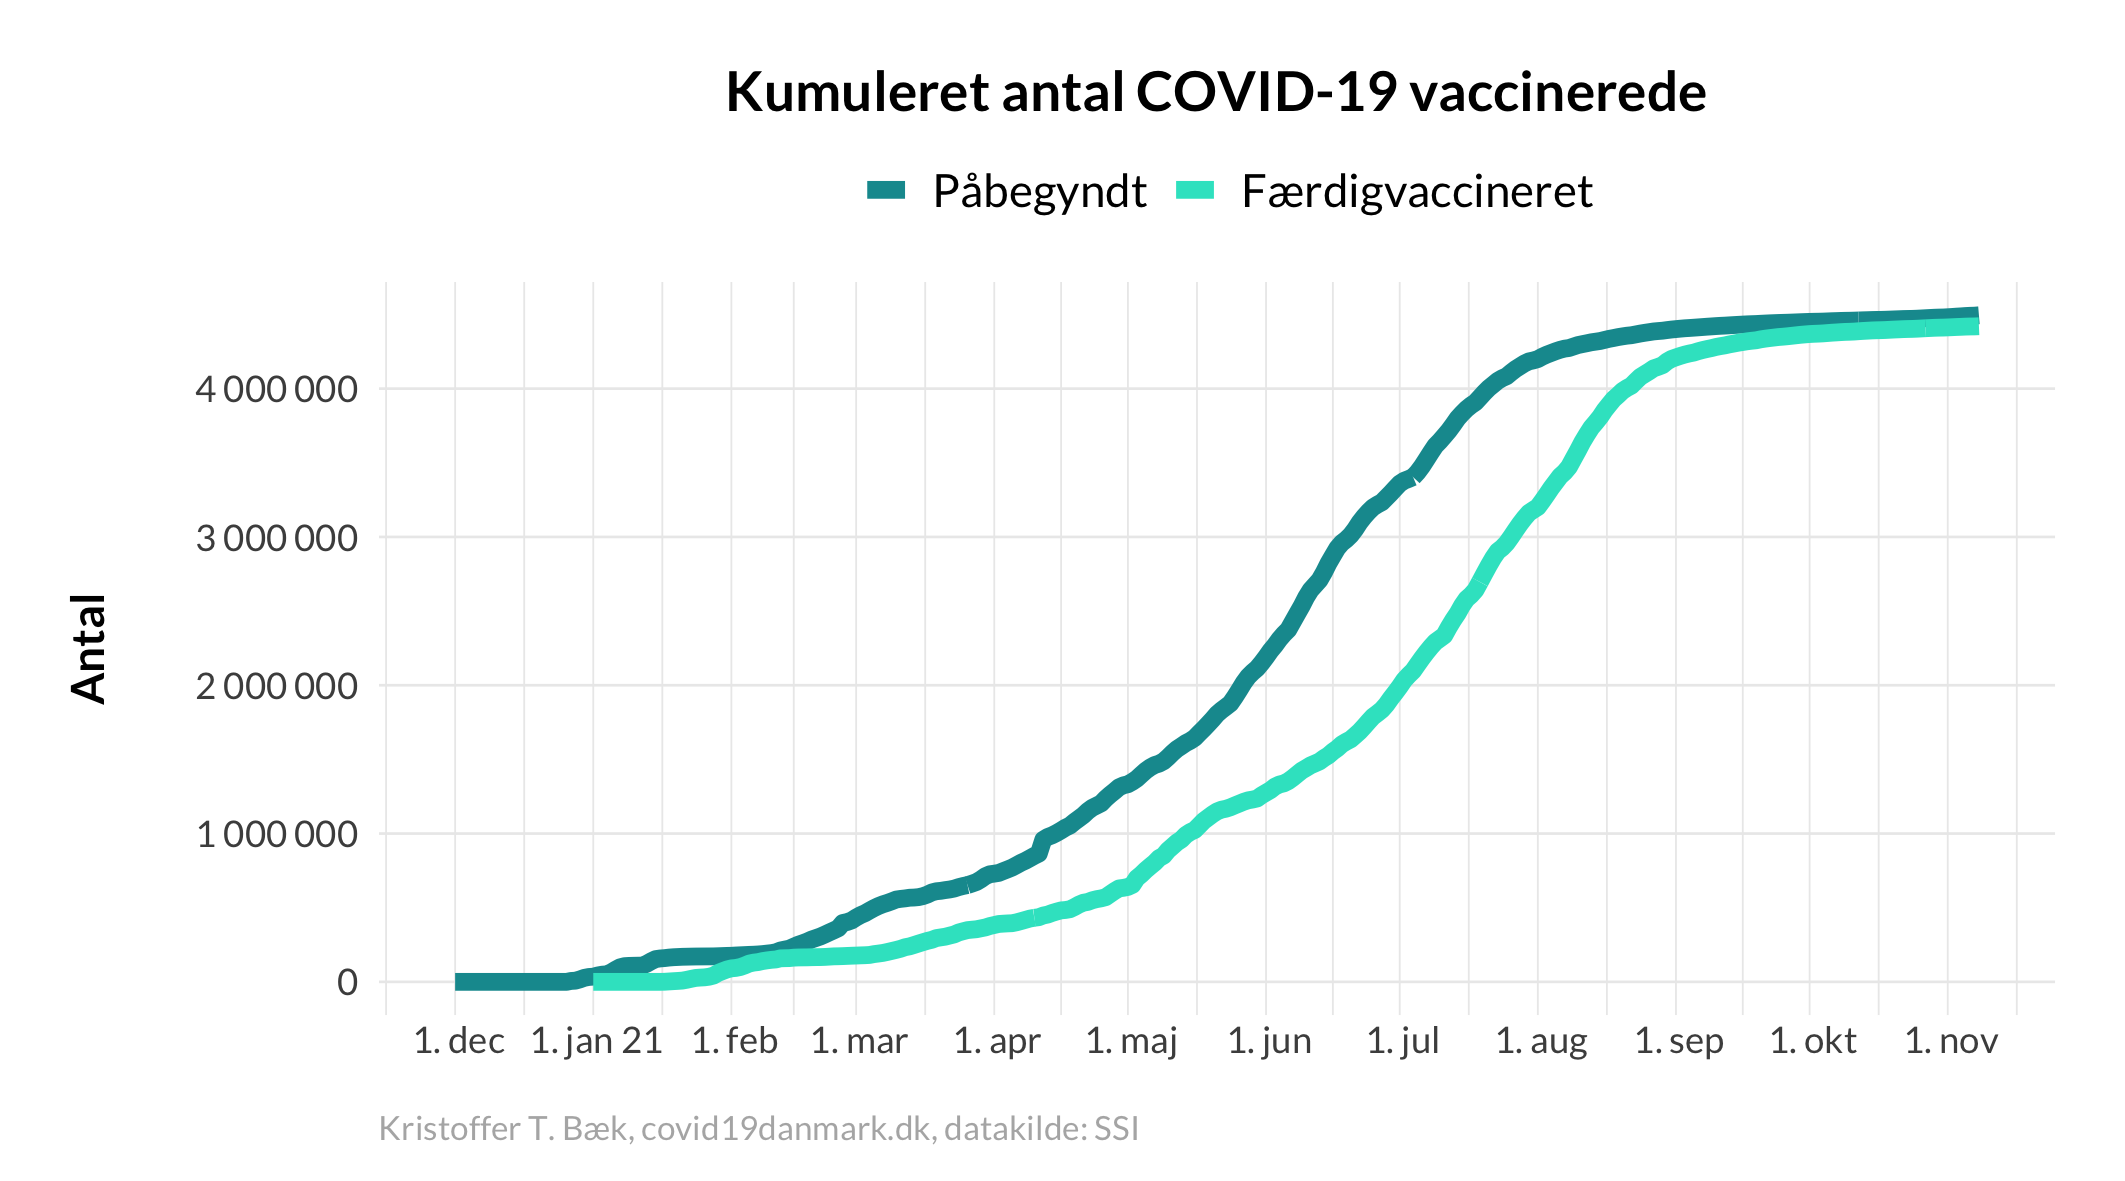 Kumuleret antal COVID-19 vaccinerede
Påbegyndt Færdigvaccineret
Antal
4 000 000
3 000 000
2 000 000
1 000 000
0
1. dec 1. jan 21 1. feb 1. mar 1. apr 1. maj 1. jun 1. jul 1. aug 1. sep 1. okt 1. nov
Kristoffer T. Bæk, covid19danmark.dk, datakilde: SSI